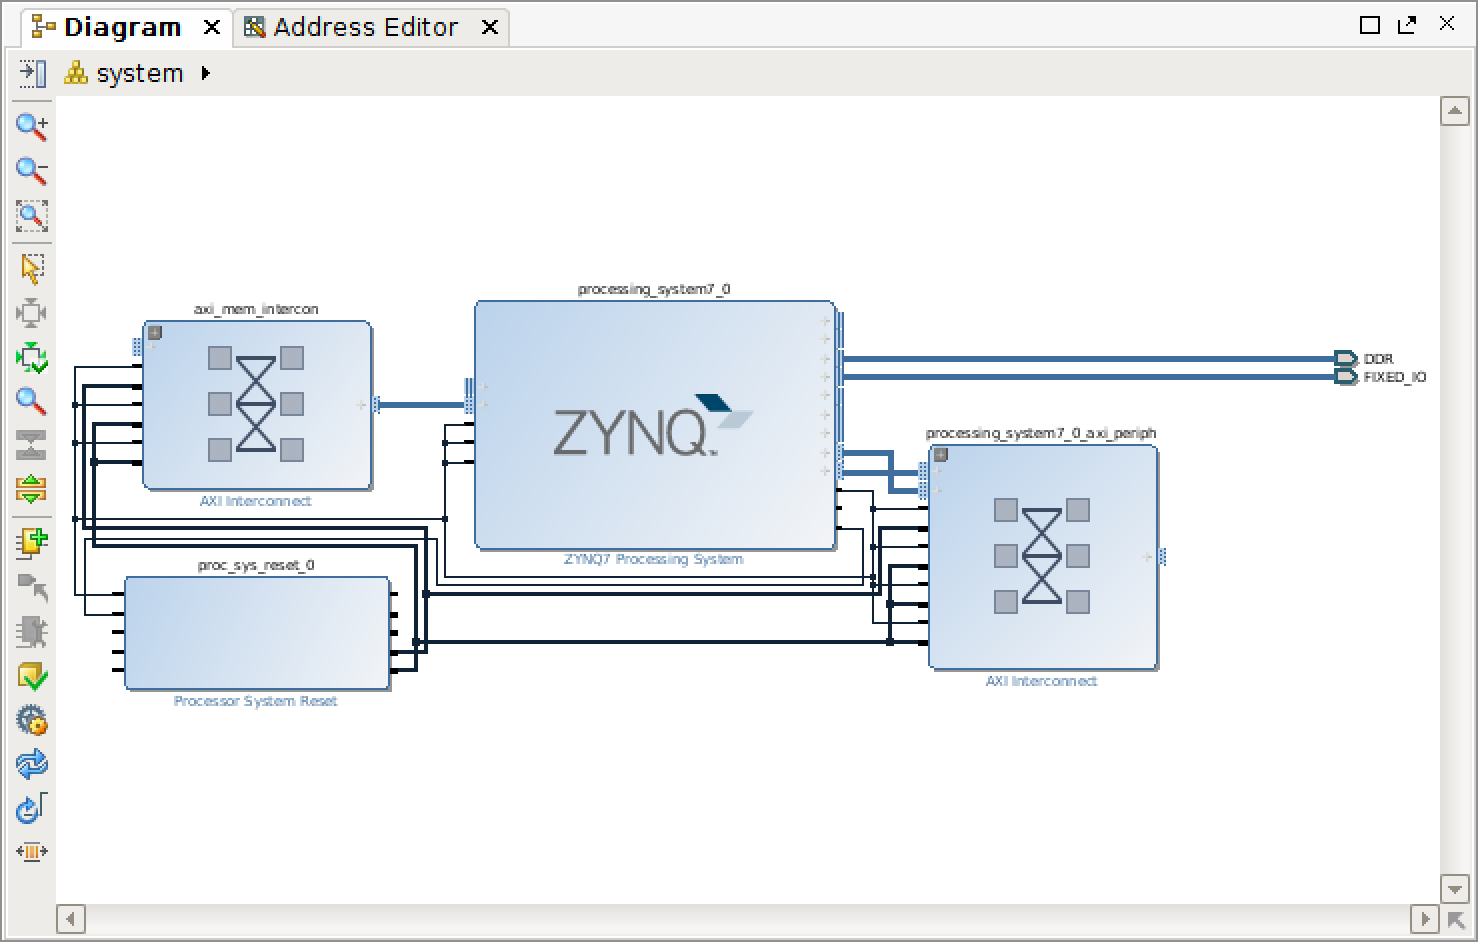 Diagram
Address Editor
system
processing_system7_0
axi_mem_intercon
DDR
FIXED_IO
ZYNQ
processing_system7_0_axi_periph
AXI Interconnect
ZYNQ7 Processing System
proc_sys_reset_0
AXI Interconnect
Processor System Reset